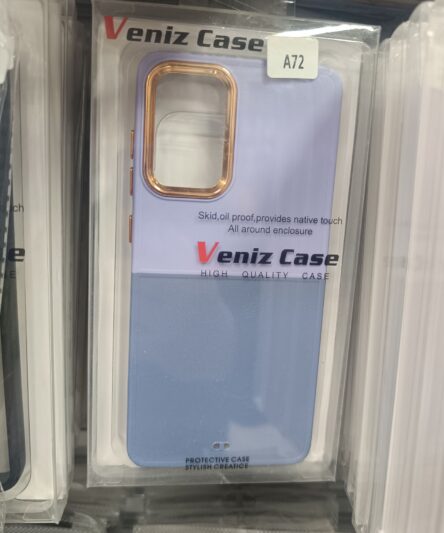 Veniz Case
A72
Skid,oil proof,provides native touch
All around enclosure
Veniz Case
HIGH QUALITY CASE
PROTECTIVE CASE
STYLISH CREATICE
ch
e
E